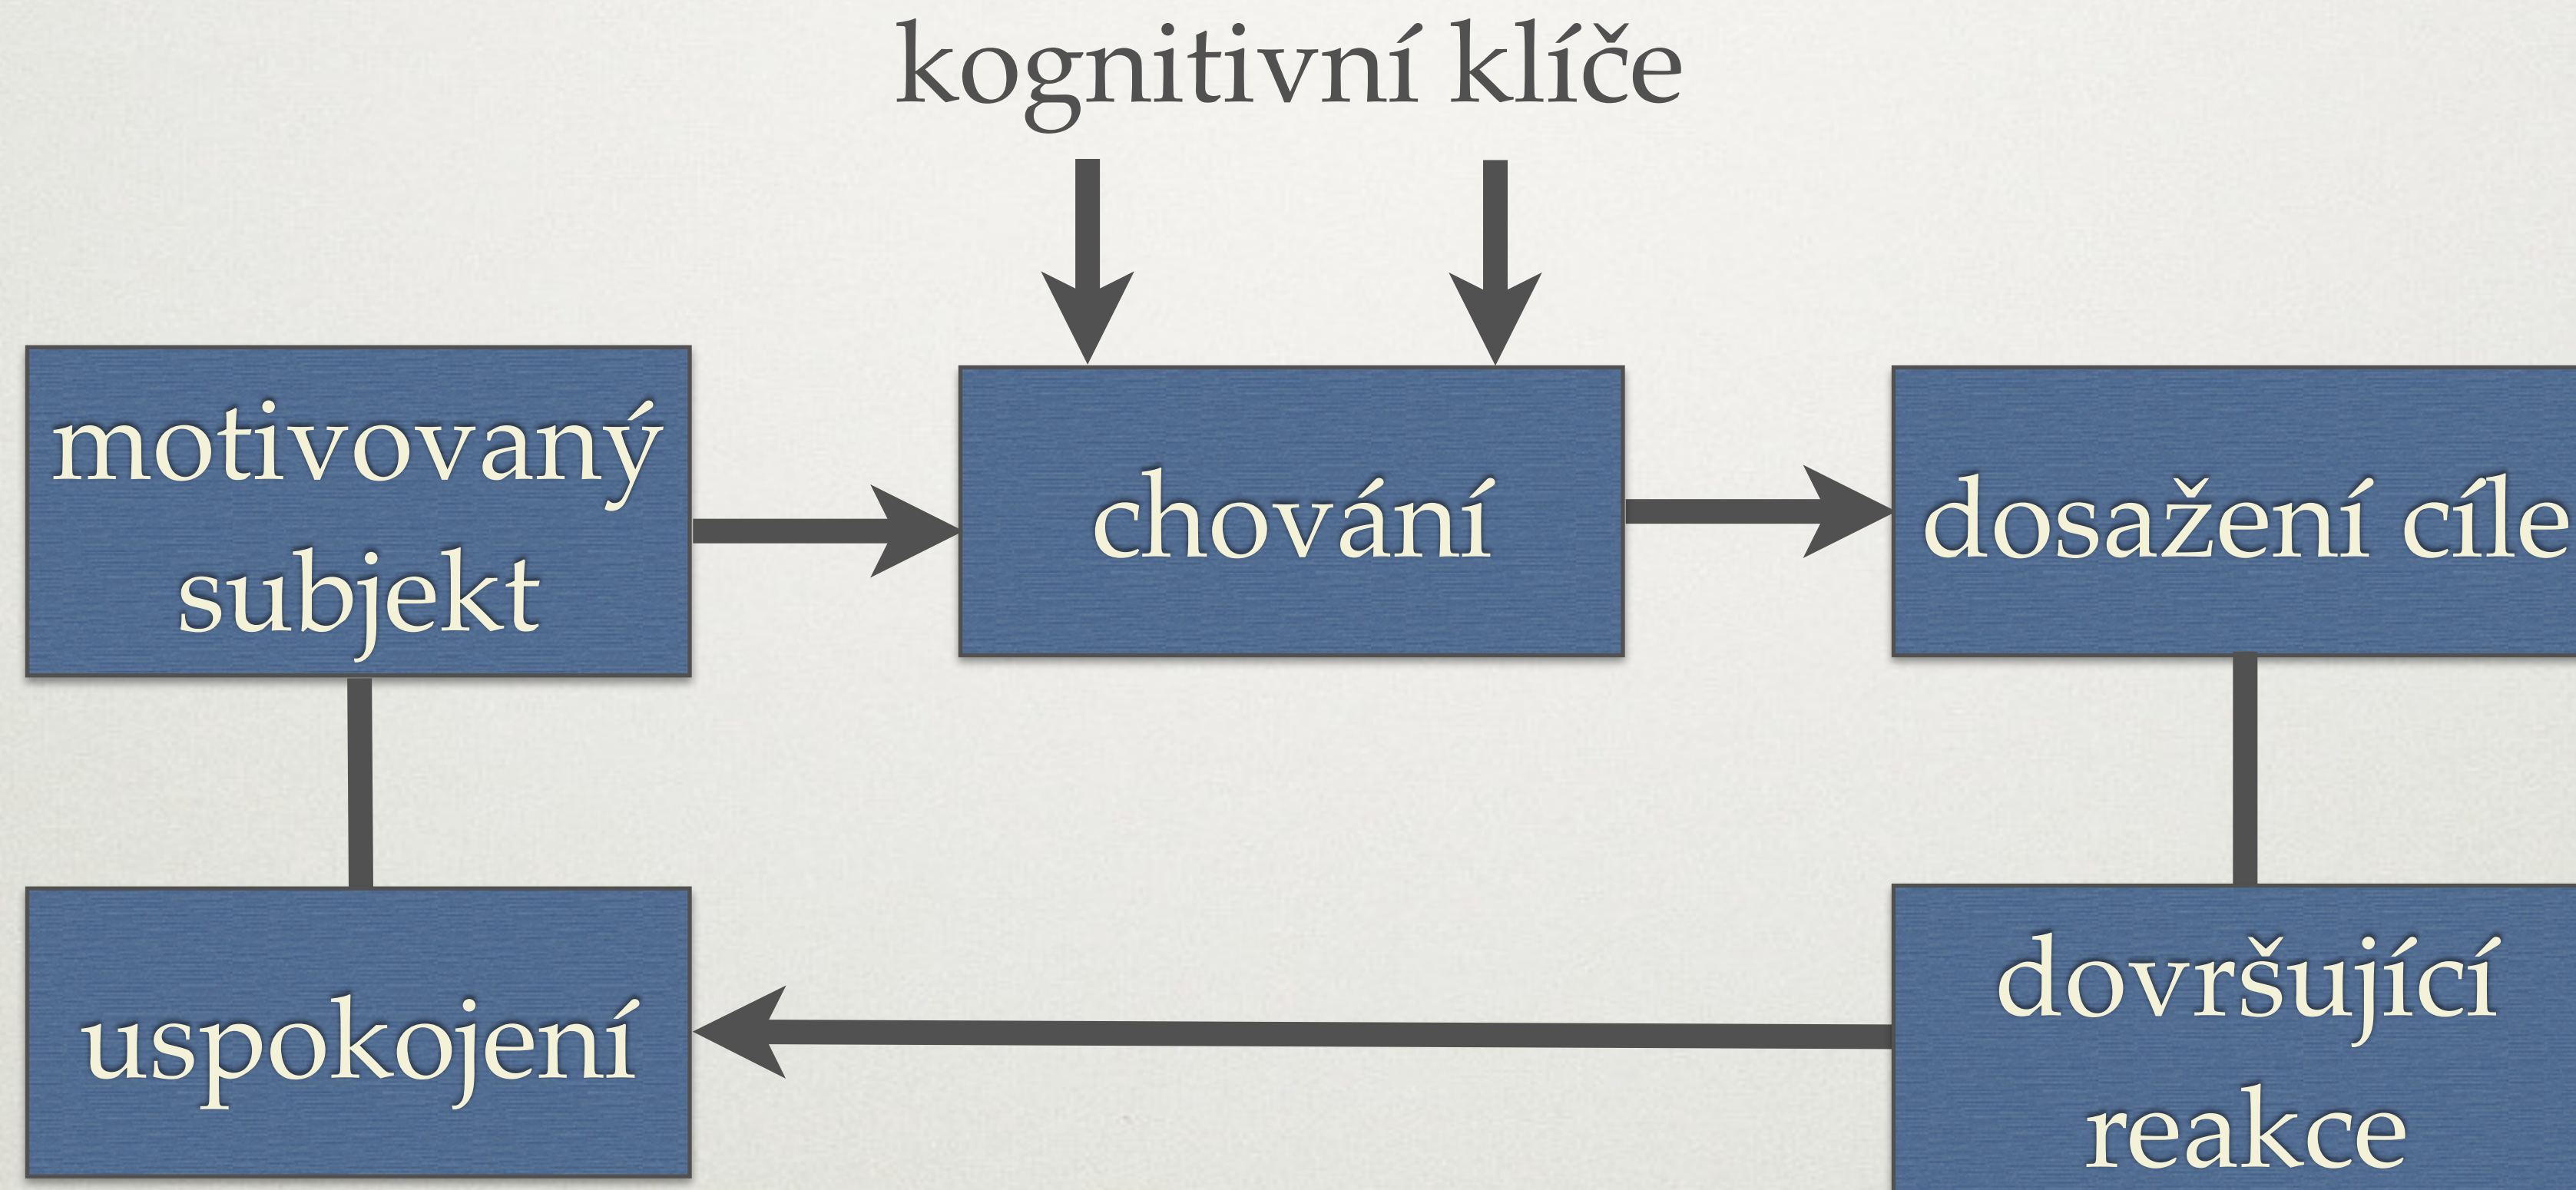 kognitivní klíče
motivovaný
subjekt
chování
dosažení cíle
uspokojení
dovršující
reakce